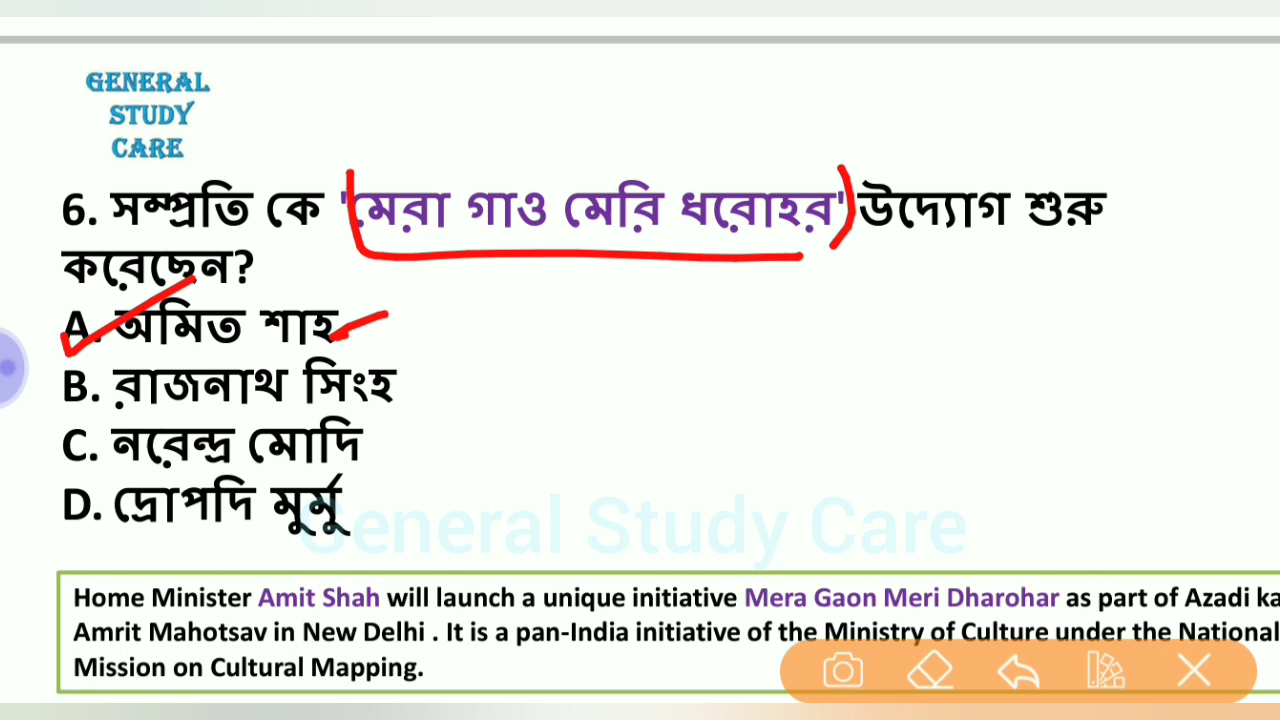 GENERAL
STUDY
CARE
6. সম্প্রতি কে 'মেরা গাও মেরি ধরোহর' উদ্যোগ শুরু
করেছেন?
A. অমিত শাহ
B. রাজনাথ সিংহ
C. নরেন্দ্র মোদি
D. দ্রোপদি মুর্মু
General Study Care
Home Minister Amit Shah will launch a unique initiative Mera Gaon Meri Dharohar as part of Azadi ka
Amrit Mahotsav in New Delhi . It is a pan-India initiative of the Ministry of Culture under the National
Mission on Cultural Mapping.